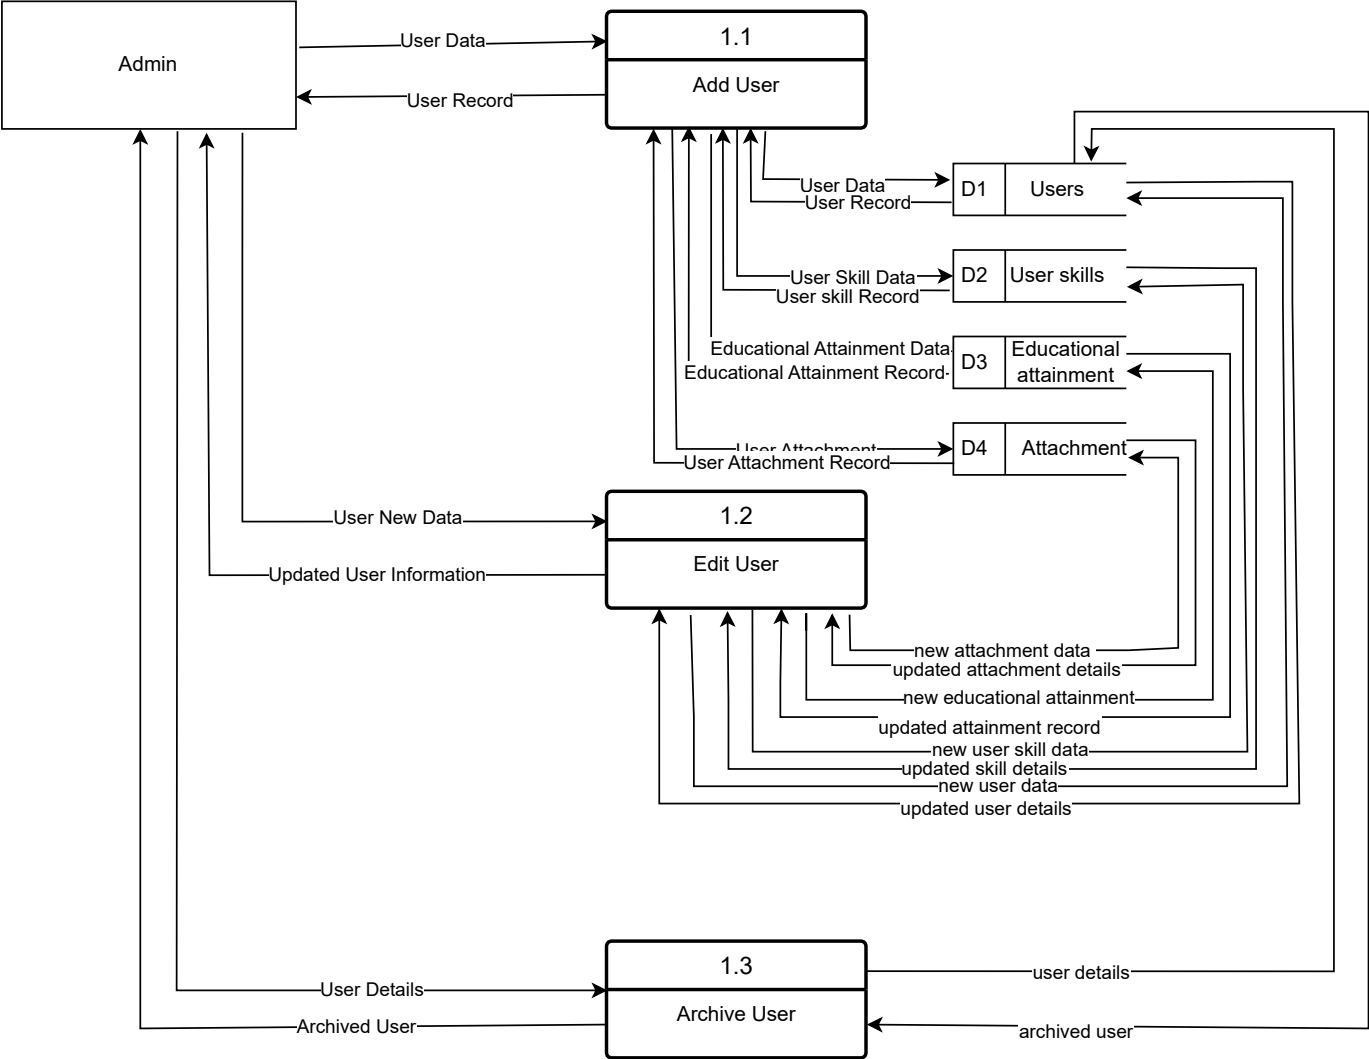 Admin
User Data
User Record
1.1
Add User
User Data
User Record
D1
Users
User Skill Data
User skill Record
D2
User skills
Educational Attainment Data
Educational Attainment Record
D3
Educational
attainment
User Attachment
User Attachment Record
D4
Attachment
User New Data
Updated User Information
1.2
Edit User
new attachment data
updated attachment details
new educational attainment
updated attainment record
new user skill data
updated skill details
new user data
updated user details
User Details
Archived User
1.3
Archive User
user details
archived user